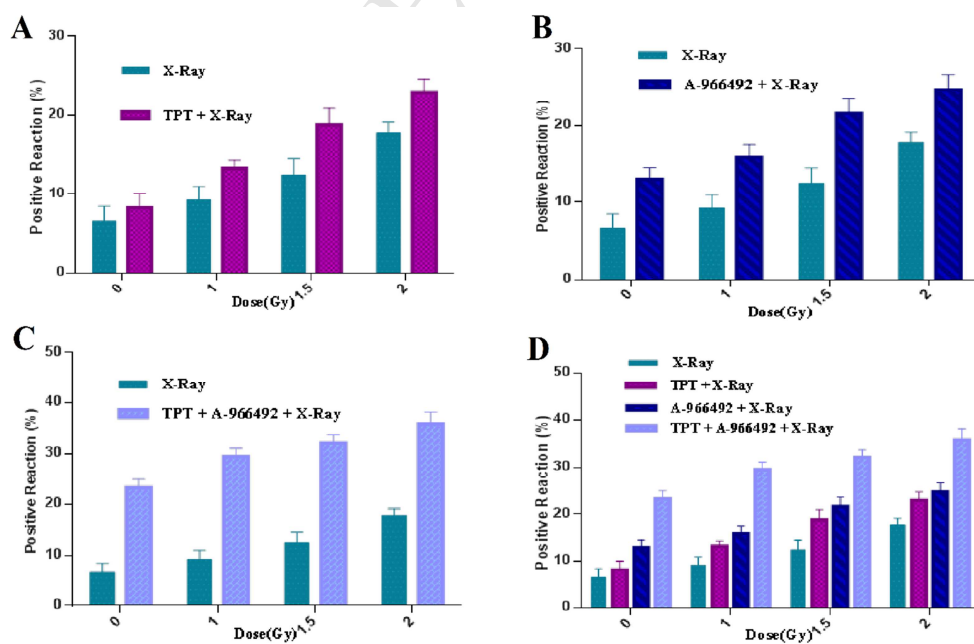 A
Positive Reaction (%)
30
20
10
0
X-Ray
TPT + X-Ray
0
1
1.5
2
Dose(Gy)
B
Positive Reaction (%)
30
20
10
0
X-Ray
A-966492 + X-Ray
0
1
1.5
2
Dose(Gy)
C
Positive Reaction (%)
50
40
30
20
10
0
X-Ray
TPT + A-966492 + X-Ray
0
1
1.5
2
Dose(Gy)
D
Positive Reaction (%)
50
40
30
20
10
0
X-Ray
TPT + X-Ray
A-966492 + X-Ray
TPT + A-966492 + X-Ray
0
1
1.5
2
Dose(Gy)